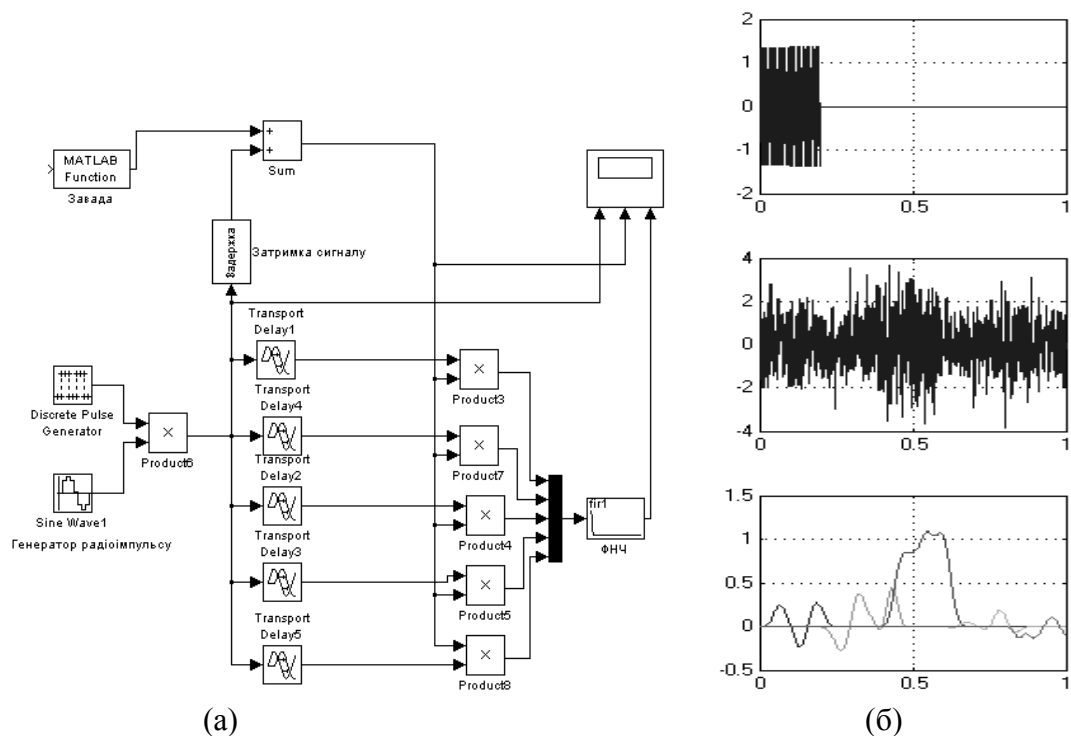 MATLAB
Function
Завада
+
+
Sum
Задержка
Затримка сигналу
Transport
Delay1
Transport
Delay4
Transport
Delay2
Transport
Delay3
Transport
Delay5
Discrete Pulse
Generator
Sine Wave1
Генератор радіоімпульсу
×
Product6
×
Product3
×
Product7
×
Product4
×
Product5
×
Product8
fir1
ФНЧ
(а)
2
1
0
-1
-2
0
0.5
1
4
2
0
-2
-4
0
0.5
1
1.5
1
0.5
0
-0.5
0
0.5
1
(б)